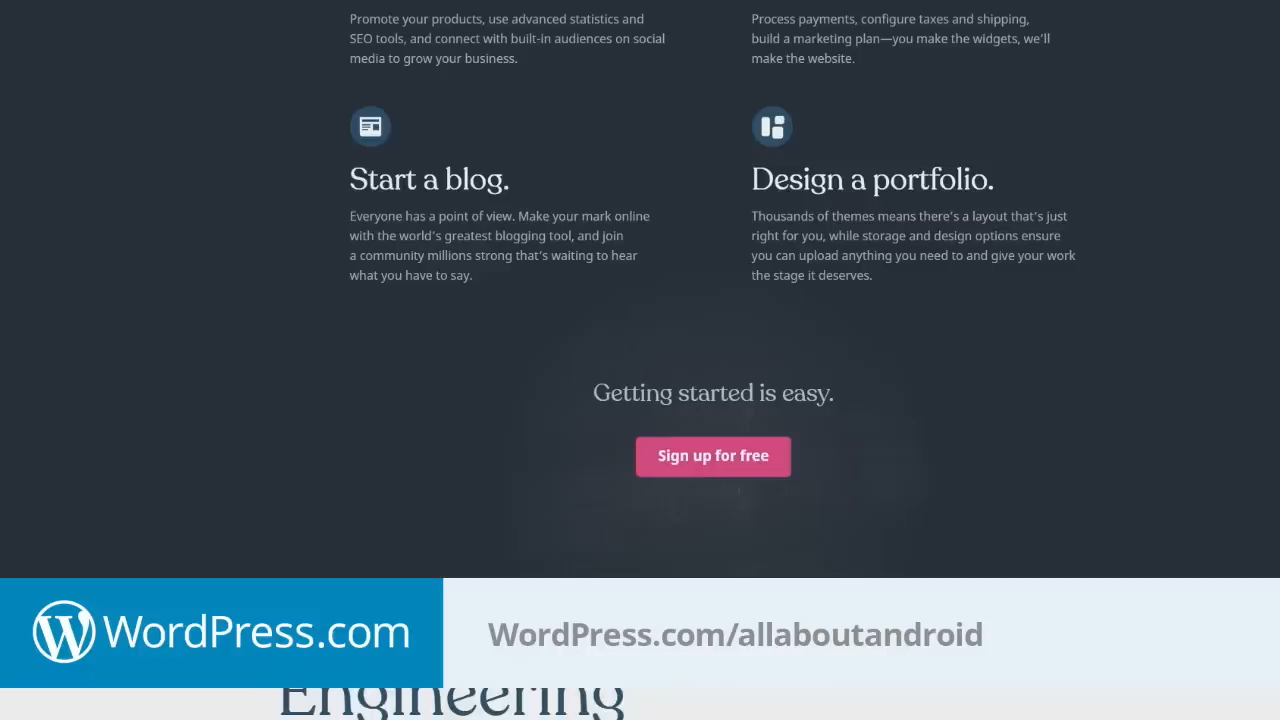 Promote your products, use advanced statistics and
SEO tools, and connect with built-in audiences on social
media to grow your business.
Process payments, configure taxes and shipping,
build a marketing plan—you make the widgets, we'll
make the website.
Start a blog.
Everyone has a point of view. Make your mark online
with the world's greatest blogging tool, and join
a community millions strong that's waiting to hear
what you have to say.
Design a portfolio.
Thousands of themes means there's a layout that's just
right for you, while storage and design options ensure
you can upload anything you need to and give your work
the stage it deserves.
Getting started is easy.
Sign up for free
WordPress.com
WordPress.com/allaboutandroid
Engineering